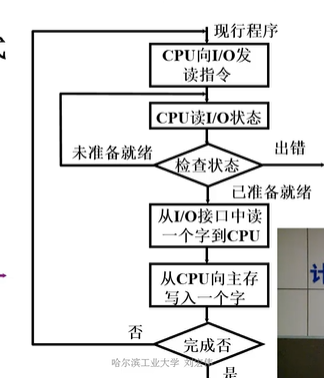 现行程序
CPU向I/O发
读指令
CPU读I/O状态
未准备就绪
检查状态
出错
已准备就绪
从I/O接口中读
一个字到CPU
计
从CPU向主存
写入一个字
否
完成否
哈尔滨工业大学 刘宏伟
是